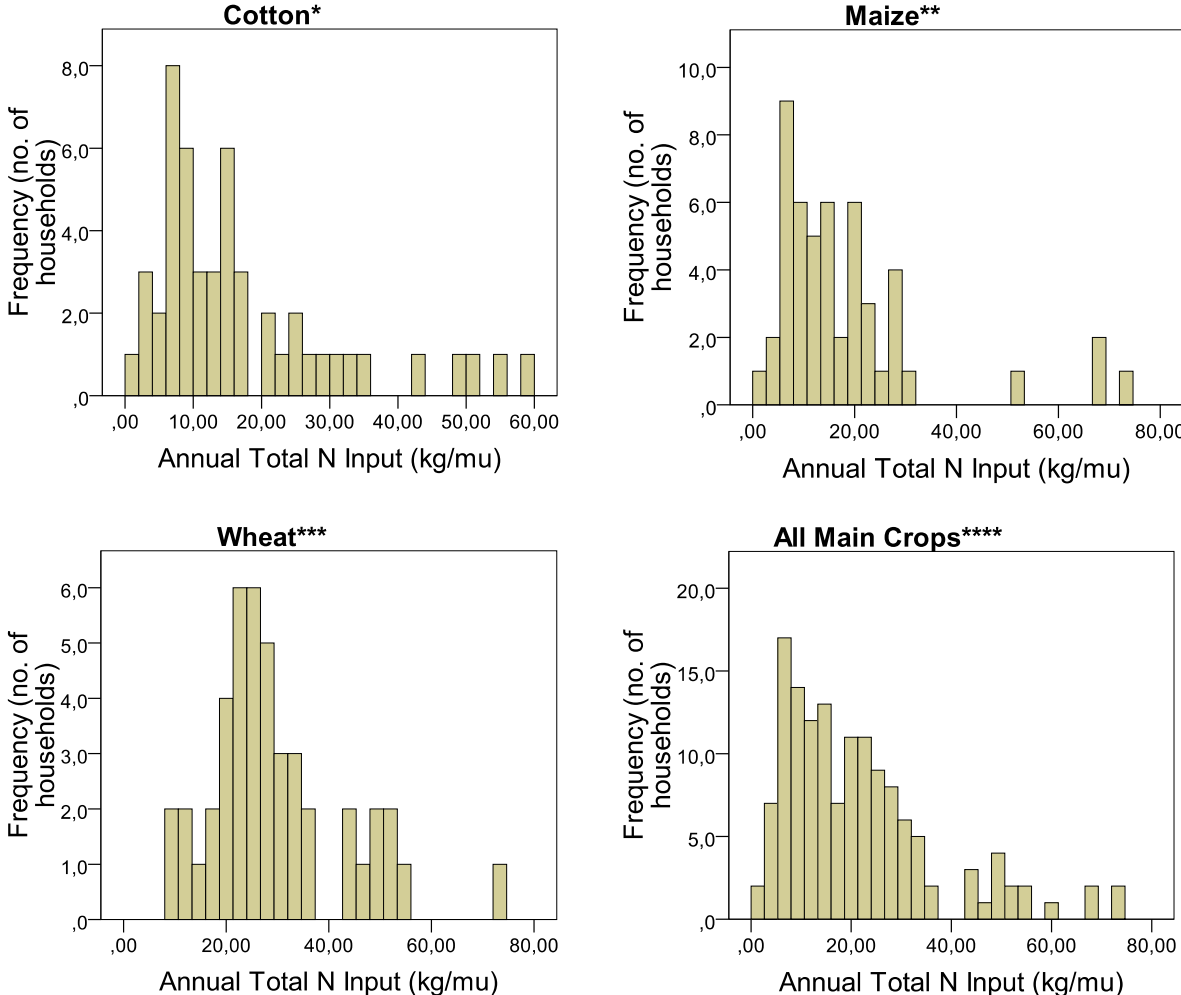 Cotton*
8,0
6,0
4,0
2,0
,0
Frequency (no. of
households)
,00 10,00 20,00 30,00 40,00 50,00 60,00
Annual Total N Input (kg/mu)
Maize**
10,0
8,0
6,0
4,0
2,0
,0
Frequency (no. of
households)
,00 20,00 40,00 60,00 80,00
Annual Total N Input (kg/mu)
Wheat***
6,0
5,0
4,0
3,0
2,0
1,0
,0
Frequency (no. of
households)
,00 20,00 40,00 60,00 80,00
Annual Total N Input (kg/mu)
All Main Crops****
20,0
15,0
10,0
5,0
,0
Frequency (no. of
households)
,00 20,00 40,00 60,00 80,00
Annual Total N Input (kg/mu)